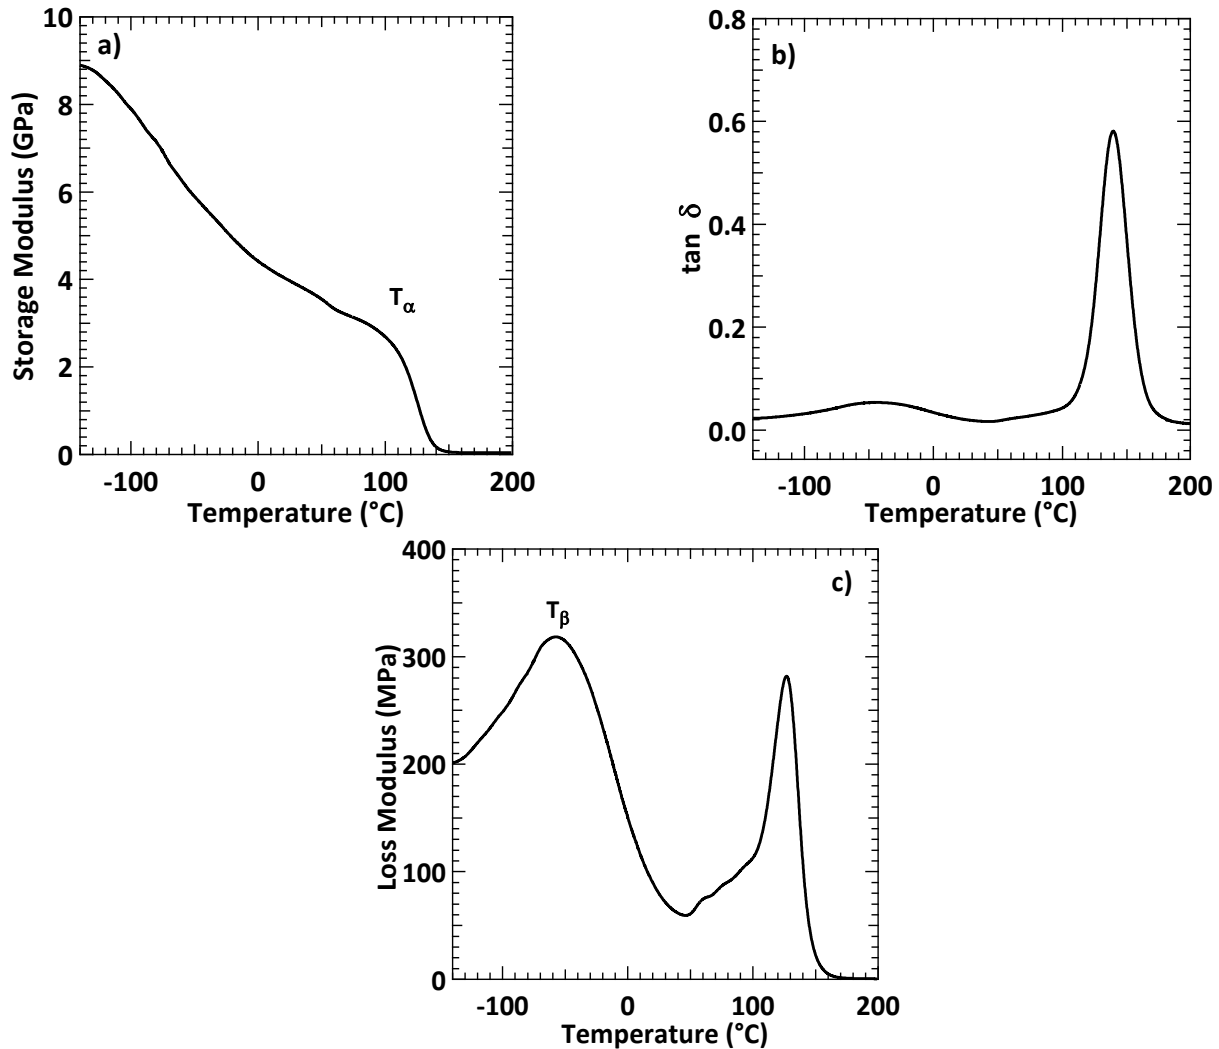 a)
10
8
6
4
2
0
Storage Modulus (GPa)
Tα
-100 0 100 200
Temperature (°C)
b)
0.8
0.6
0.4
0.2
0.0
tan δ
-100 0 100 200
Temperature (°C)
c)
400
300
200
100
0
Loss Modulus (MPa)
Tβ
-100 0 100 200
Temperature (°C)